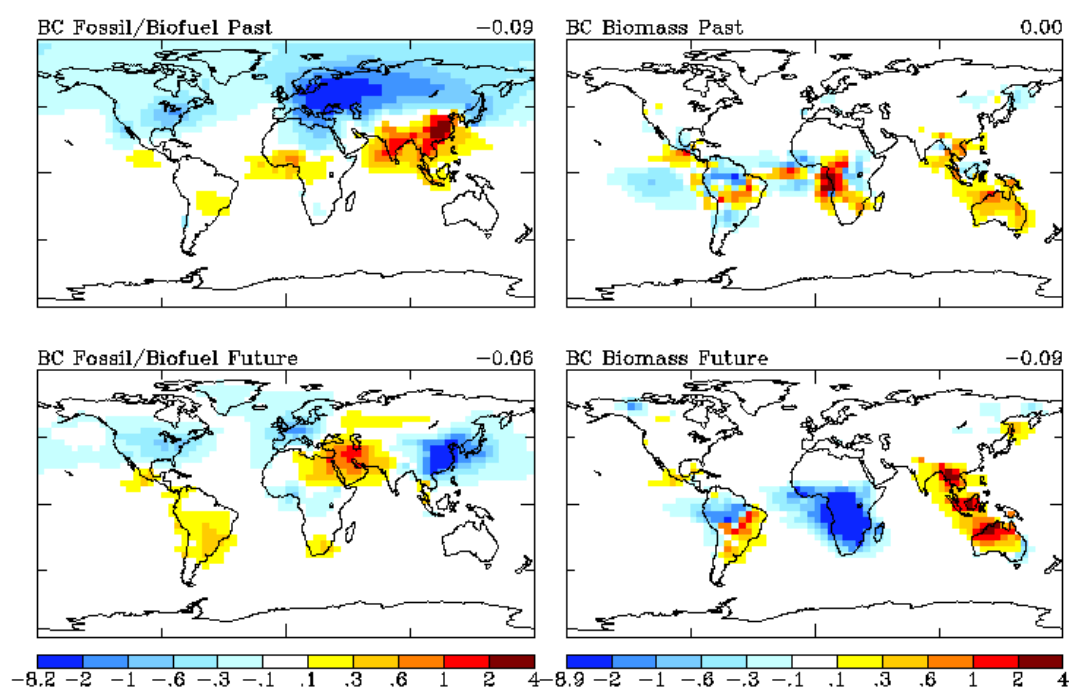 BC Fossil/Biofuel Past −0.09
BC Biomass Past 0.00
BC Fossil/Biofuel Future −0.06
BC Biomass Future −0.09
−8.2 −2 −1 −.6 −.3 −.1 .1 .3 .6 1 2 4
−8.9 −2 −1 −.6 −.3 −.1 .1 .3 .6 1 2 4